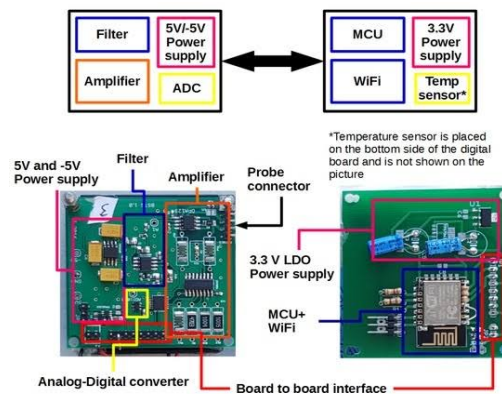 Filter
5V/-5V
Power
supply
Amplifier
ADC
MCU
3.3V
Power
supply
WiFi
Temp
sensor*
*Temperature sensor is placed
on the bottom side of the digital
board and is not shown on the
picture
5V and -5V
Power supply
Filter
Amplifier
Probe
connector
3.3 V LDO
Power supply
MCU+
WiFi
Analog-Digital converter
Board to board interface